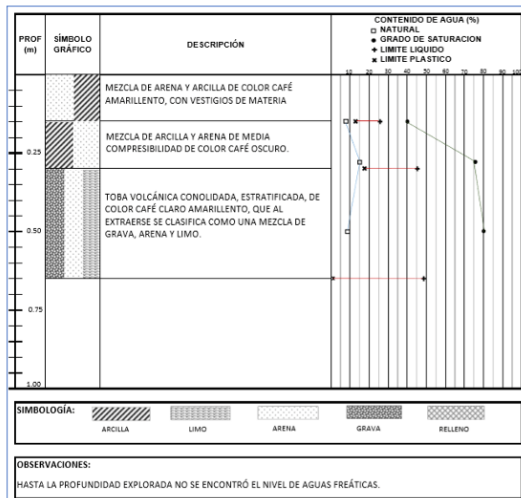 PROF (m)
SÍMBOLO GRÁFICO
DESCRIPCIÓN
CONTENIDO DE AGUA (%)
NATURAL
GRADO DE SATURACION
LIMITE LIQUIDO
LIMITE PLASTICO
10 20 30 40 50 60 70 80 90 100
MEZCLA DE ARENA Y ARCILLA DE COLOR CAFÉ
AMARILLENTO, CON VESTIGIOS DE MATERIA
MEZCLA DE ARCILLA Y ARENA DE MEDIA
COMPRESIBILIDAD DE COLOR CAFÉ OSCURO.
0.25
TOBA VOLCÁNICA CONOLIDADA, ESTRATIFICADA, DE
COLOR CAFÉ CLARO AMARILLENTO, QUE AL
EXTRAERSE SE CLASIFICA COMO UNA MEZCLA DE
GRAVA, ARENA Y LIMO.
0.50
0.75
1.00
SIMBOLOGÍA:
ARCILLA LIMO ARENA GRAVA RELLENO
OBSERVACIONES:
HASTA LA PROFUNDIDAD EXPLORADA NO SE ENCONTRÓ EL NIVEL DE AGUAS FREÁTICAS.